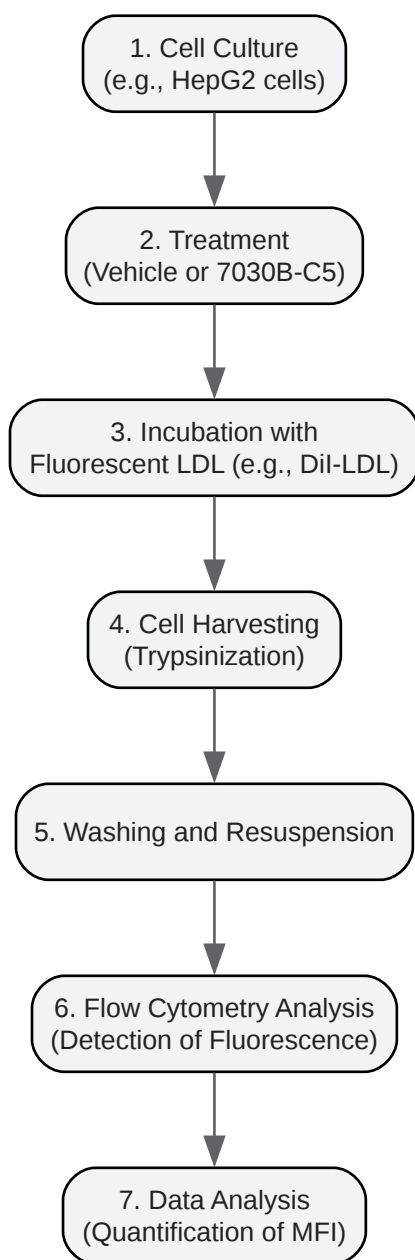 1. Cell Culture
(e.g., HepG2 cells)
2. Treatment
(Vehicle or 7030B-C5)
3. Incubation with
Fluorescent LDL (e.g., DiI-LDL)
4. Cell Harvesting
(Trypsinization)
5. Washing and Resuspension
6. Flow Cytometry Analysis
(Detection of Fluorescence)
7. Data Analysis
(Quantification of MFI)